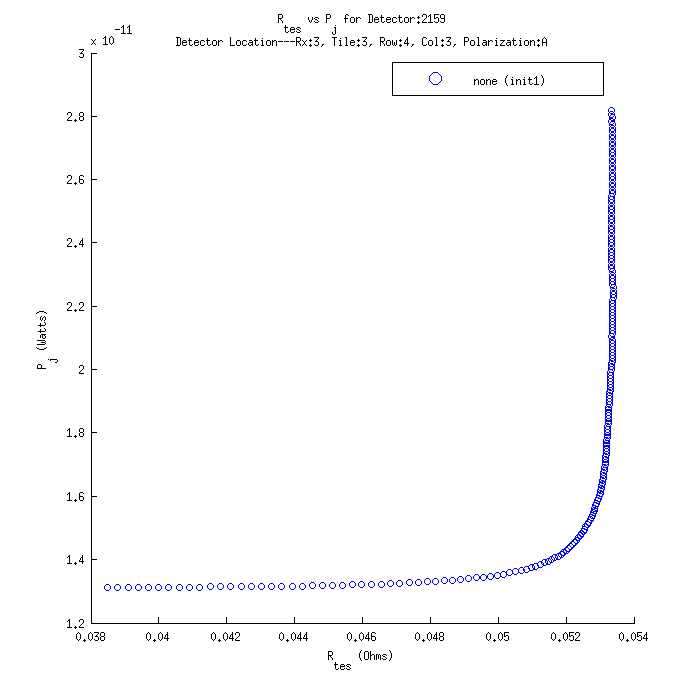 R_tes vs P_j for Detector:2159
Detector Location---Rx:3, Tile:3, Row:4, Col:3, Polarization:A
x 10^-11
none (init1)
3
2.8
2.6
2.4
2.2
2
1.8
1.6
1.4
1.2
P_j (Watts)
0.038 0.04 0.042 0.044 0.046 0.048 0.05 0.052 0.054
R_tes (Ohms)